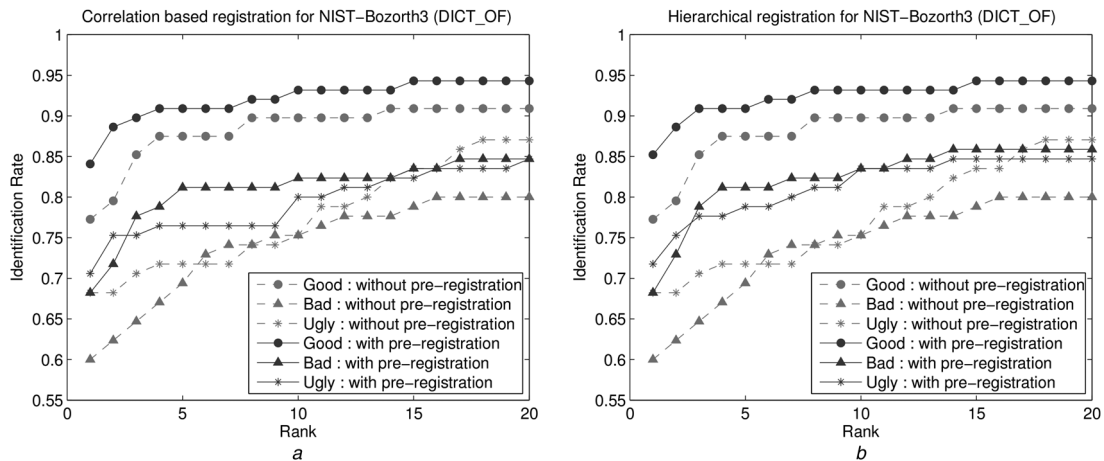 Correlation based registration for NIST−Bozorth3 (DICT_OF)
1
0.95
0.9
0.85
0.8
0.75
0.7
0.65
0.6
0.55
Identification Rate
Good : without pre−registration
Bad : without pre−registration
Ugly : without pre−registration
Good : with pre−registration
Bad : with pre−registration
Ugly : with pre−registration
0 5 10 15 20
Rank
a
Hierarchical registration for NIST−Bozorth3 (DICT_OF)
1
0.95
0.9
0.85
0.8
0.75
0.7
0.65
0.6
0.55
Identification Rate
Good : without pre−registration
Bad : without pre−registration
Ugly : without pre−registration
Good : with pre−registration
Bad : with pre−registration
Ugly : with pre−registration
0 5 10 15 20
Rank
b